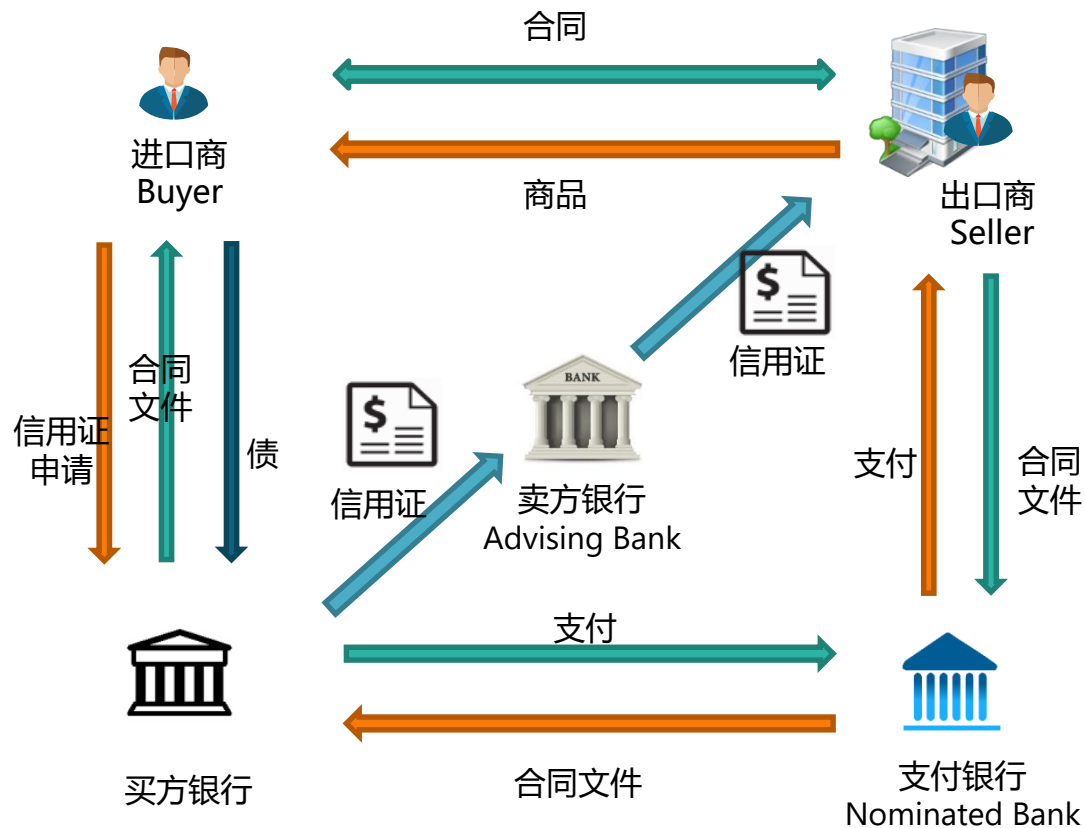 合同
进口商
Buyer
商品
出口商
Seller
信用证
申请
合同
文件
债
信用证
BANK
卖方银行
Advising Bank
信用证
支付
合同
文件
支付
买方银行
合同文件
支付银行
Nominated Bank